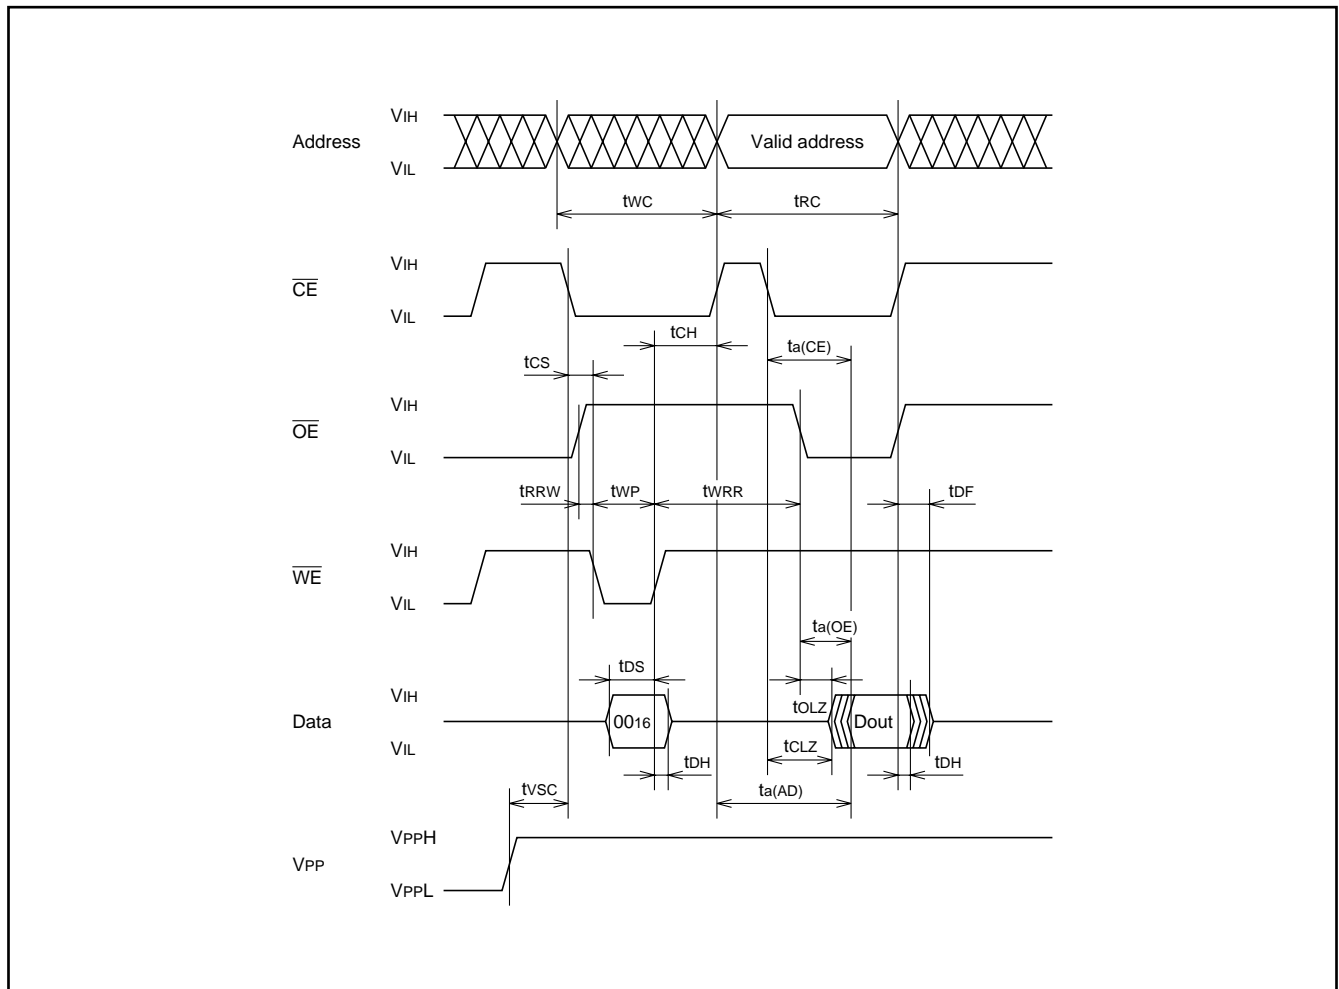 VIH
Address
Valid address
VIL
tWC
tRC
VIH
CE
VIL
tCH
ta(CE)
tCS
VIH
OE
VIL
tRRW
tWP
tWRR
tDF
VIH
WE
VIL
ta(OE)
tDS
VIH
tOLZ
Data
0016
Dout
VIL
tCLZ
tDH
tDH
tVSC
ta(AD)
VPPH
VPP
VPPL